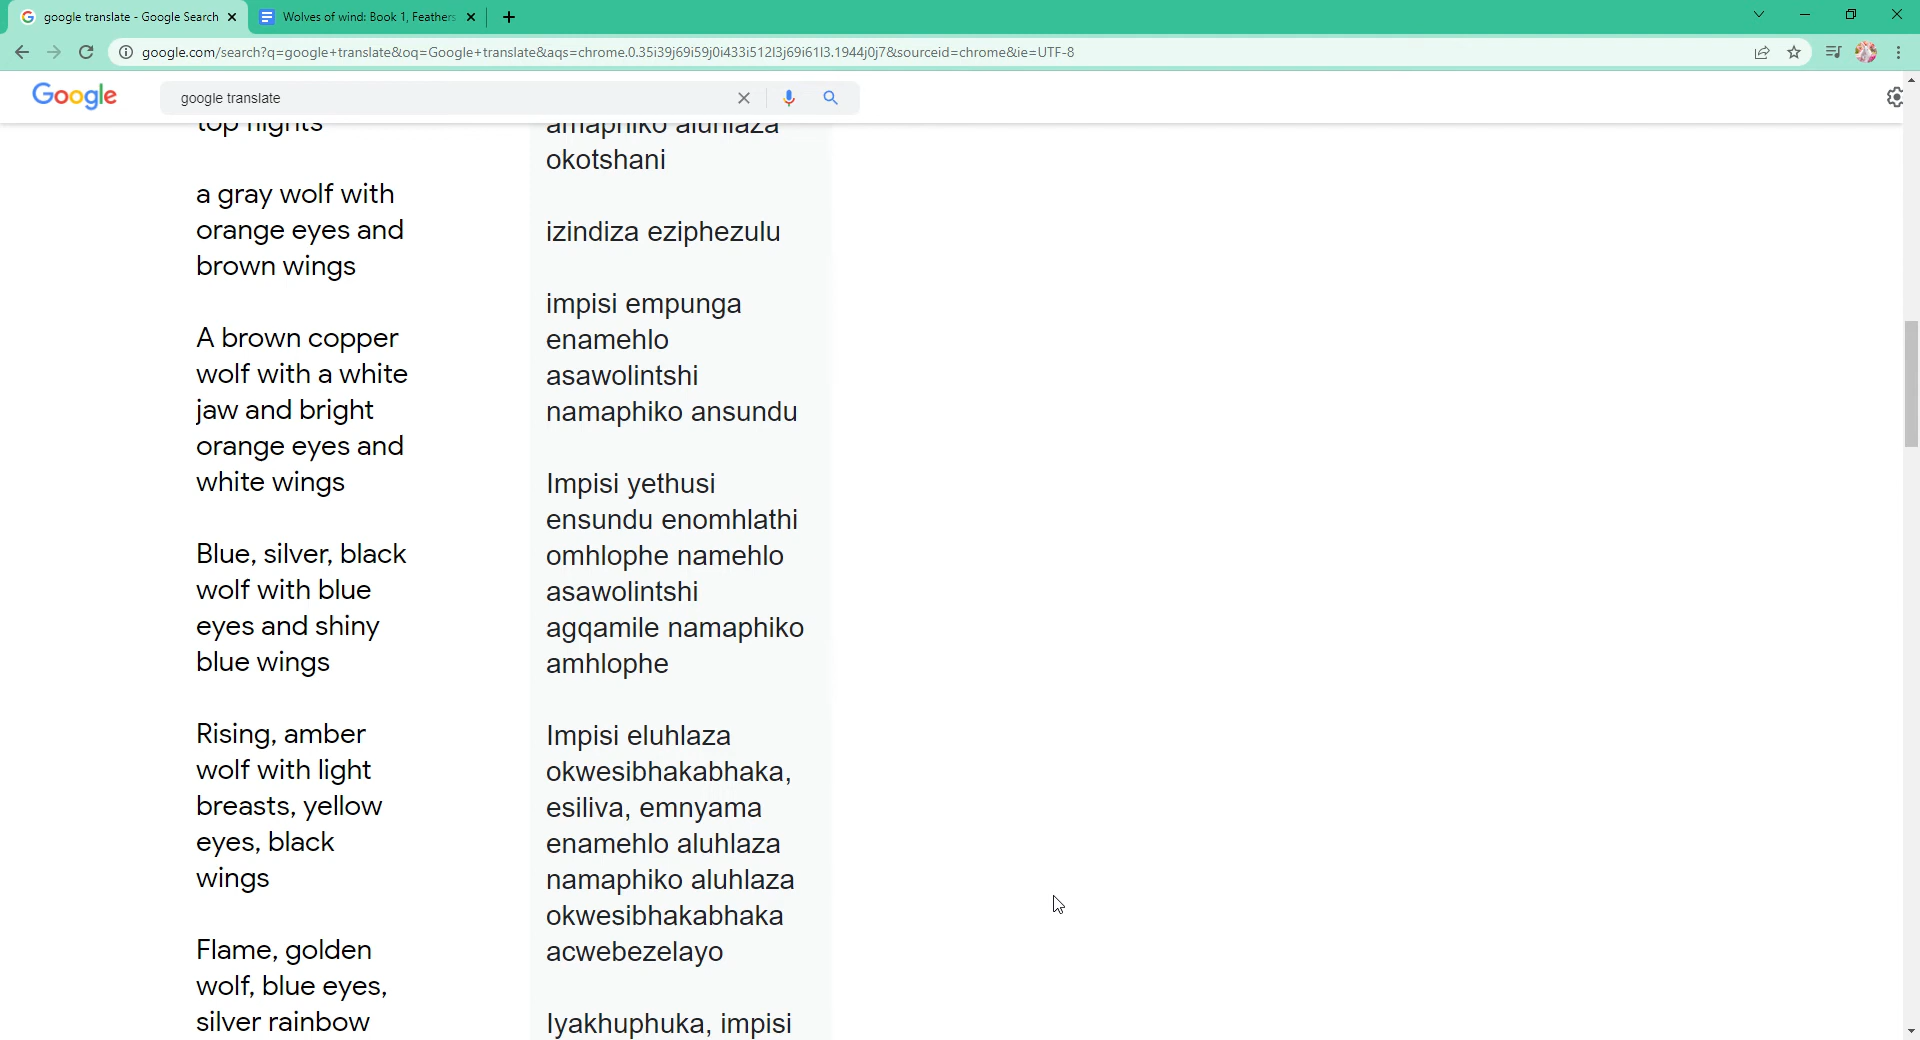 google translate - Google Search
Wolves of wind: Book 1, Feathers
google.com/search?q=google+translate&oq=Google+translate&aqs=chrome.0.35i39j69i59j0i433i512l3j69i61l3.1944j0j7&sourceid=chrome&ie=UTF-8
Google
google translate
top flights
a gray wolf with
orange eyes and
brown wings
A brown copper
wolf with a white
jaw and bright
orange eyes and
white wings
Blue, silver, black
wolf with blue
eyes and shiny
blue wings
Rising, amber
wolf with light
breasts, yellow
eyes, black
wings
Flame, golden
wolf, blue eyes,
silver rainbow
amaphiko aluhlaza
okotshani
izindiza eziphezulu
impisi empunga
enamehlo
asawolintshi
namaphiko ansundu
Impisi yethusi
ensundu enomhlathi
omhlophe namehlo
asawolintshi
agqamile namaphiko
amhlophe
Impisi eluhlaza
okwesibhakabhaka,
esiliva, emnyama
enamehlo aluhlaza
namaphiko aluhlaza
okwesibhakabhaka
acwebezelayo
Iyakhuphuka, impisi